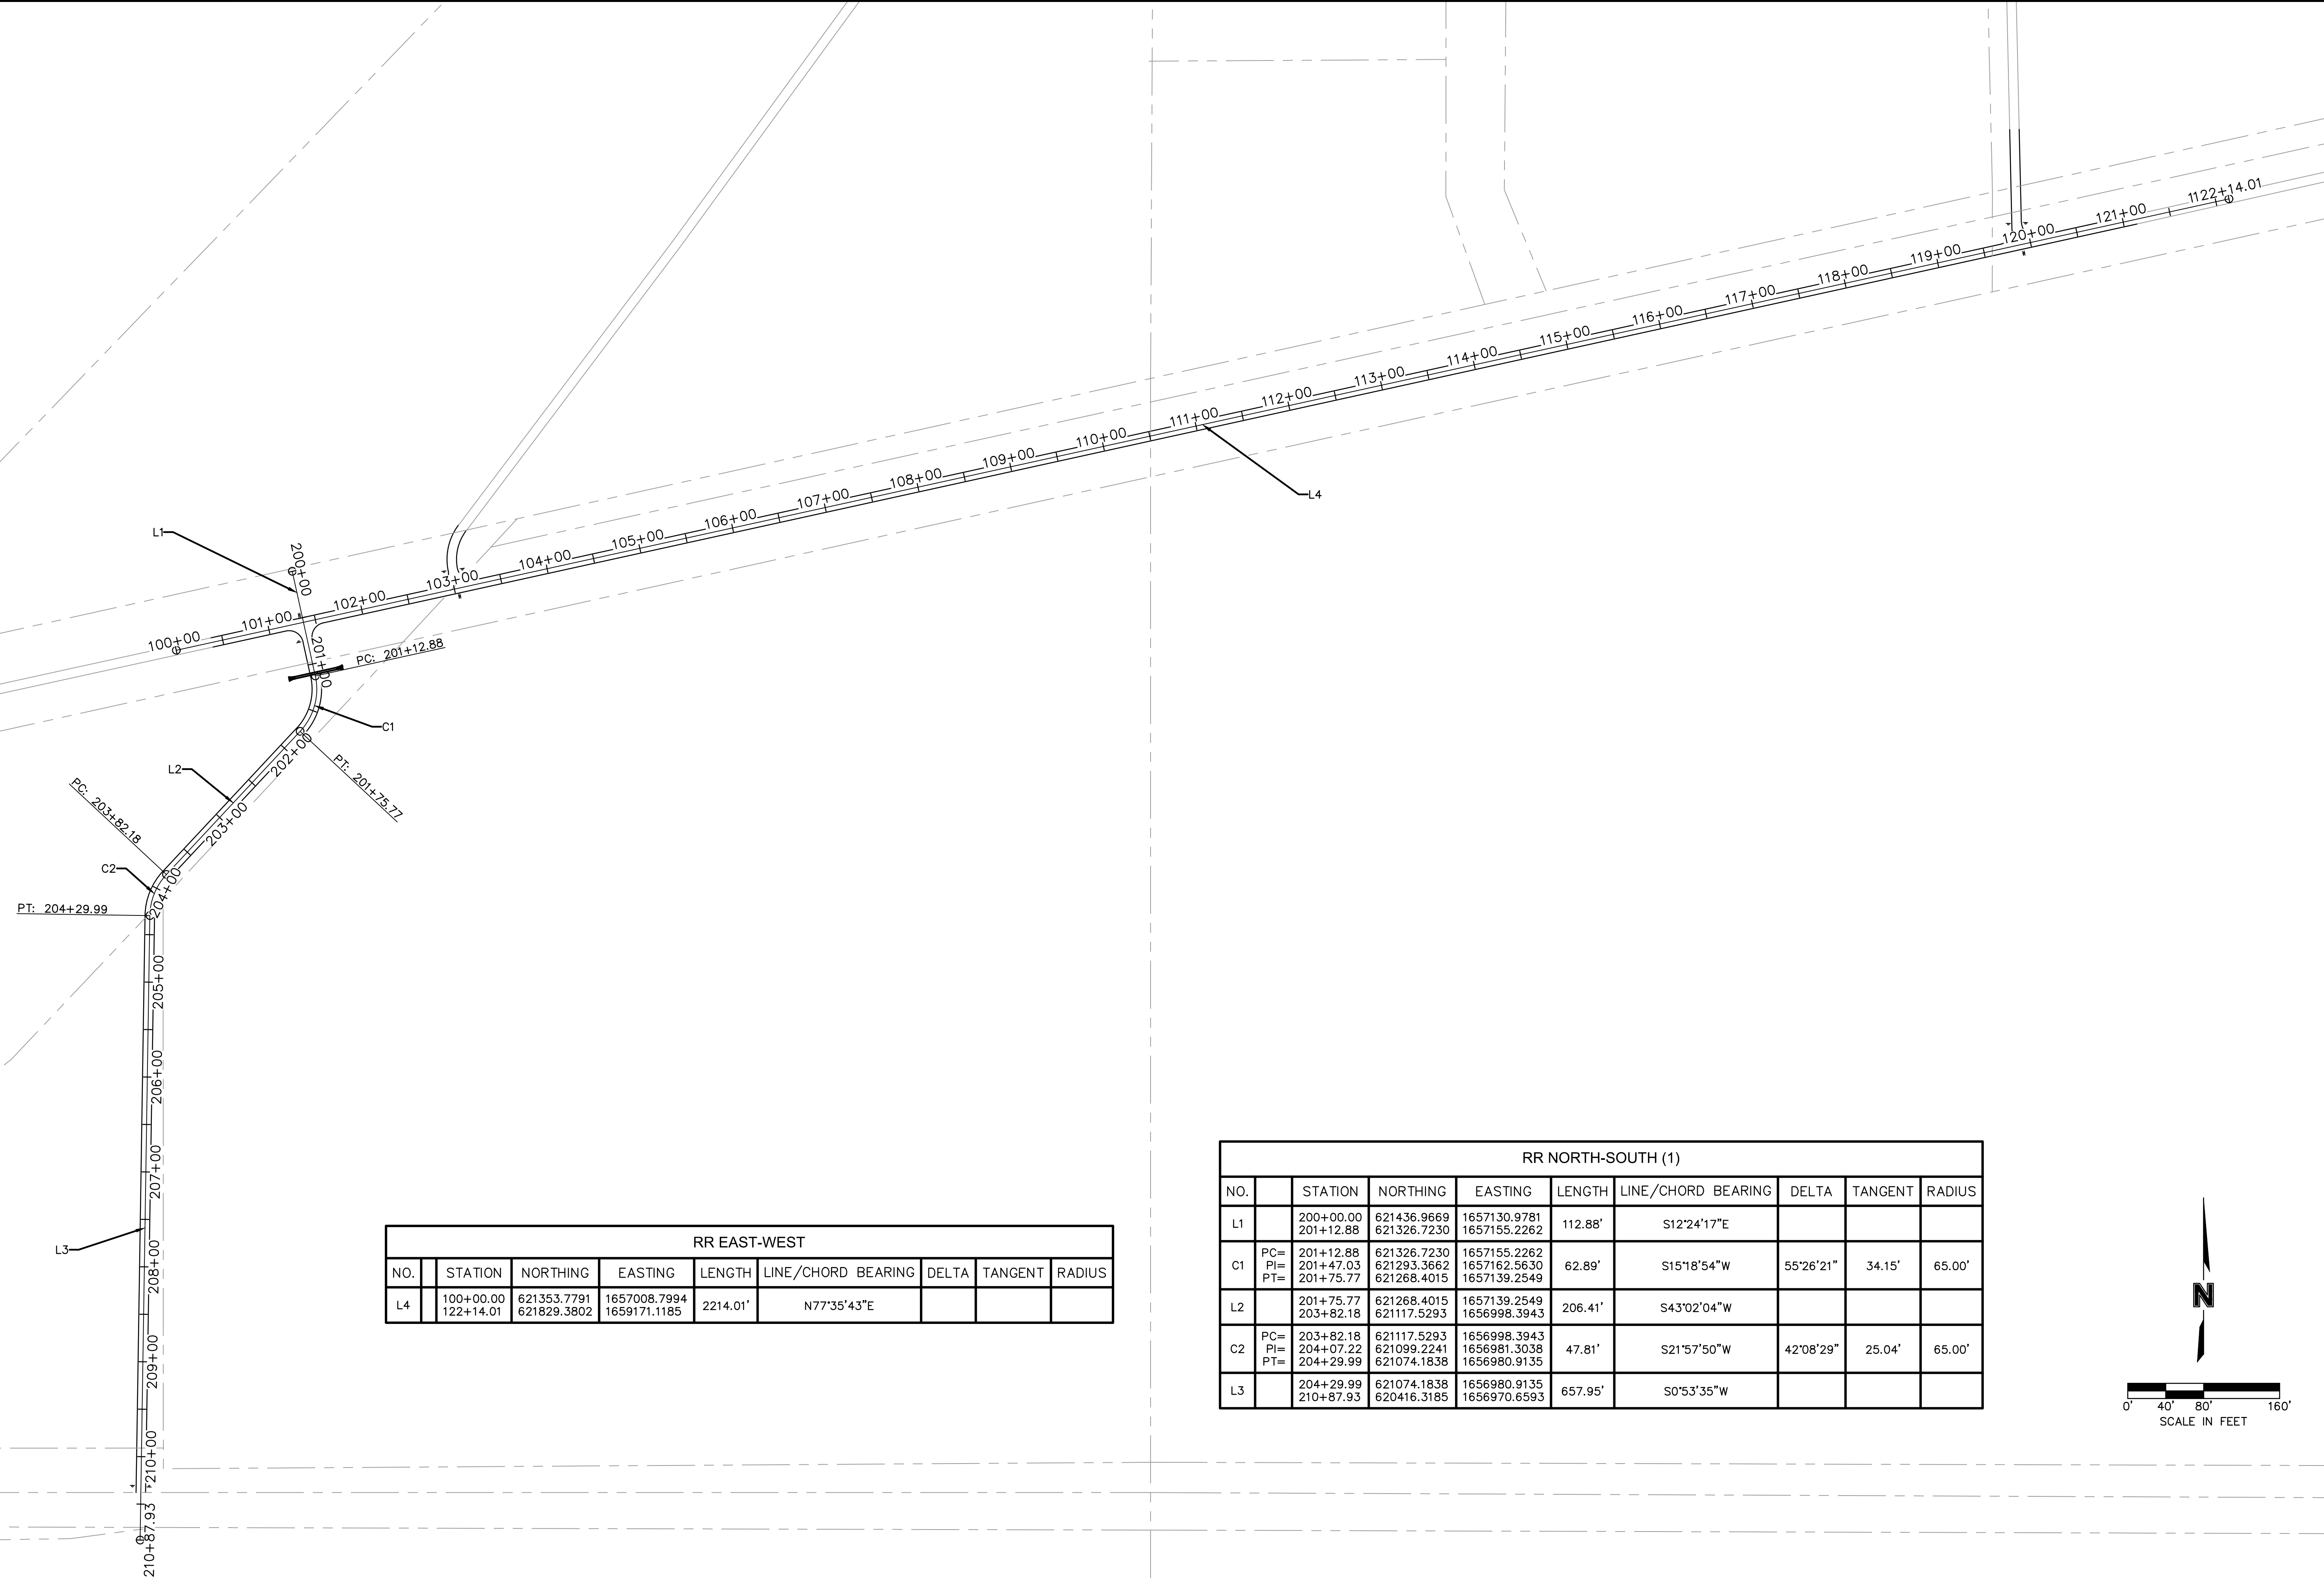 1122+14.01
121+00
120+00
119+00
118+00
117+00
116+00
115+00
114+00
113+00
112+00
111+00
110+00
109+00
108+00
107+00
106+00
105+00
104+00
103+00
102+00
101+00
100+00
L4
L1
200+00
201+00
PC: 201+12.88
C1
PT: 201+75.77
202+00
L2
203+00
PC: 203+82.18
C2
204+00
PT: 204+29.99
205+00
206+00
207+00
L3
208+00
209+00
210+00
210+87.93
RR EAST-WEST
NO. STATION NORTHING EASTING LENGTH LINE/CHORD BEARING DELTA TANGENT RADIUS
L4 100+00.00 621353.7791 1657008.7994 2214.01' N77°35'43"E
122+14.01 621829.3802 1659171.1185
RR NORTH-SOUTH (1)
NO. STATION NORTHING EASTING LENGTH LINE/CHORD BEARING DELTA TANGENT RADIUS
L1 200+00.00 621436.9669 1657130.9781 112.88' S12°24'17"E
201+12.88 621326.7230 1657155.2262
PC= 201+12.88 621326.7230 1657155.2262
C1 PI= 201+47.03 621293.3662 1657162.5630 62.89' S15°18'54"W 55°26'21" 34.15' 65.00'
PT= 201+75.77 621268.4015 1657139.2549
L2 201+75.77 621268.4015 1657139.2549 206.41' S43°02'04"W
203+82.18 621117.5293 1656998.3943
PC= 203+82.18 621117.5293 1656998.3943
C2 PI= 204+07.22 621099.2241 1656981.3038 47.81' S21°57'50"W 42°08'29" 25.04' 65.00'
PT= 204+29.99 621074.1838 1656980.9135
L3 204+29.99 621074.1838 1656980.9135 657.95' S0°53'35"W
210+87.93 620416.3185 1656970.6593
N
0' 40' 80' 160'
SCALE IN FEET